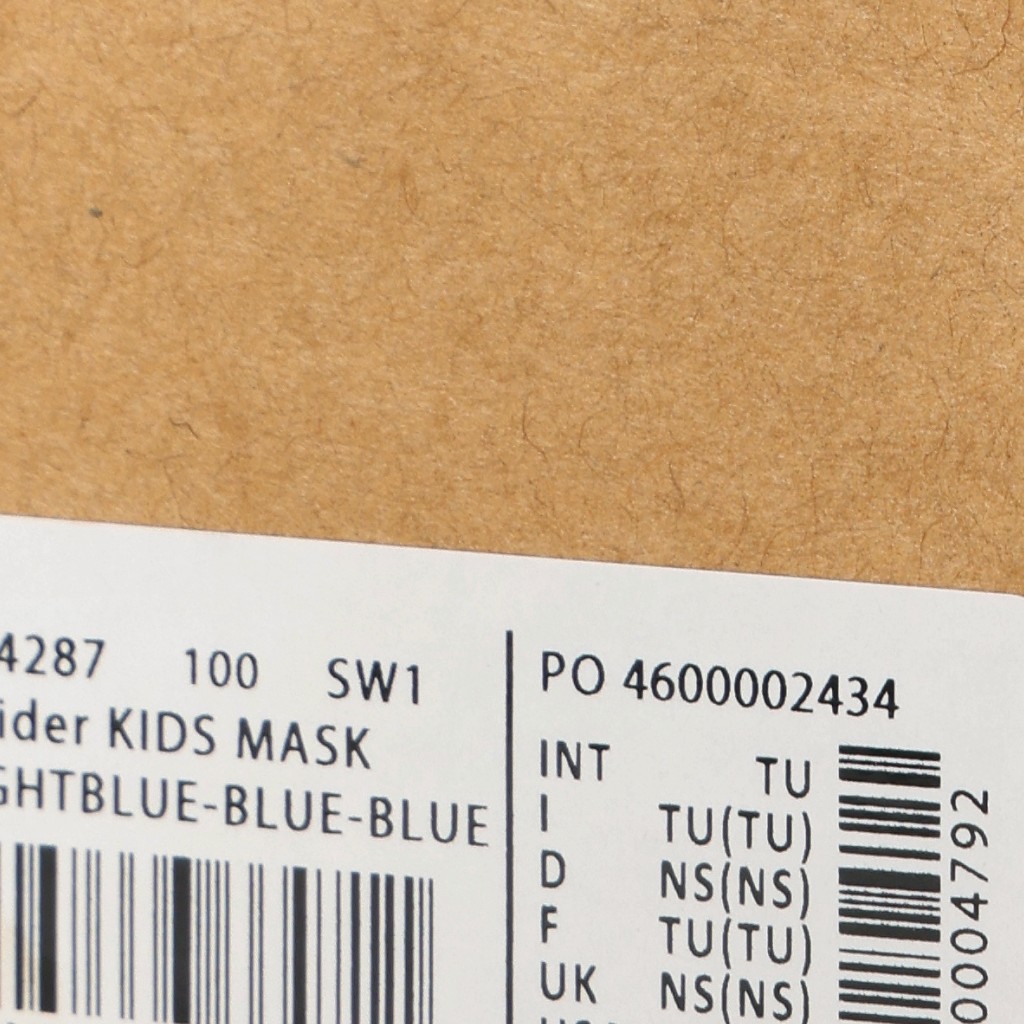 4287 100 SW1
ider KIDS MASK
GHTBLUE-BLUE-BLUE
PO 4600002434
INT TU
I TU(TU)
D NS(NS)
F TU(TU)
UK NS(NS)
0004792